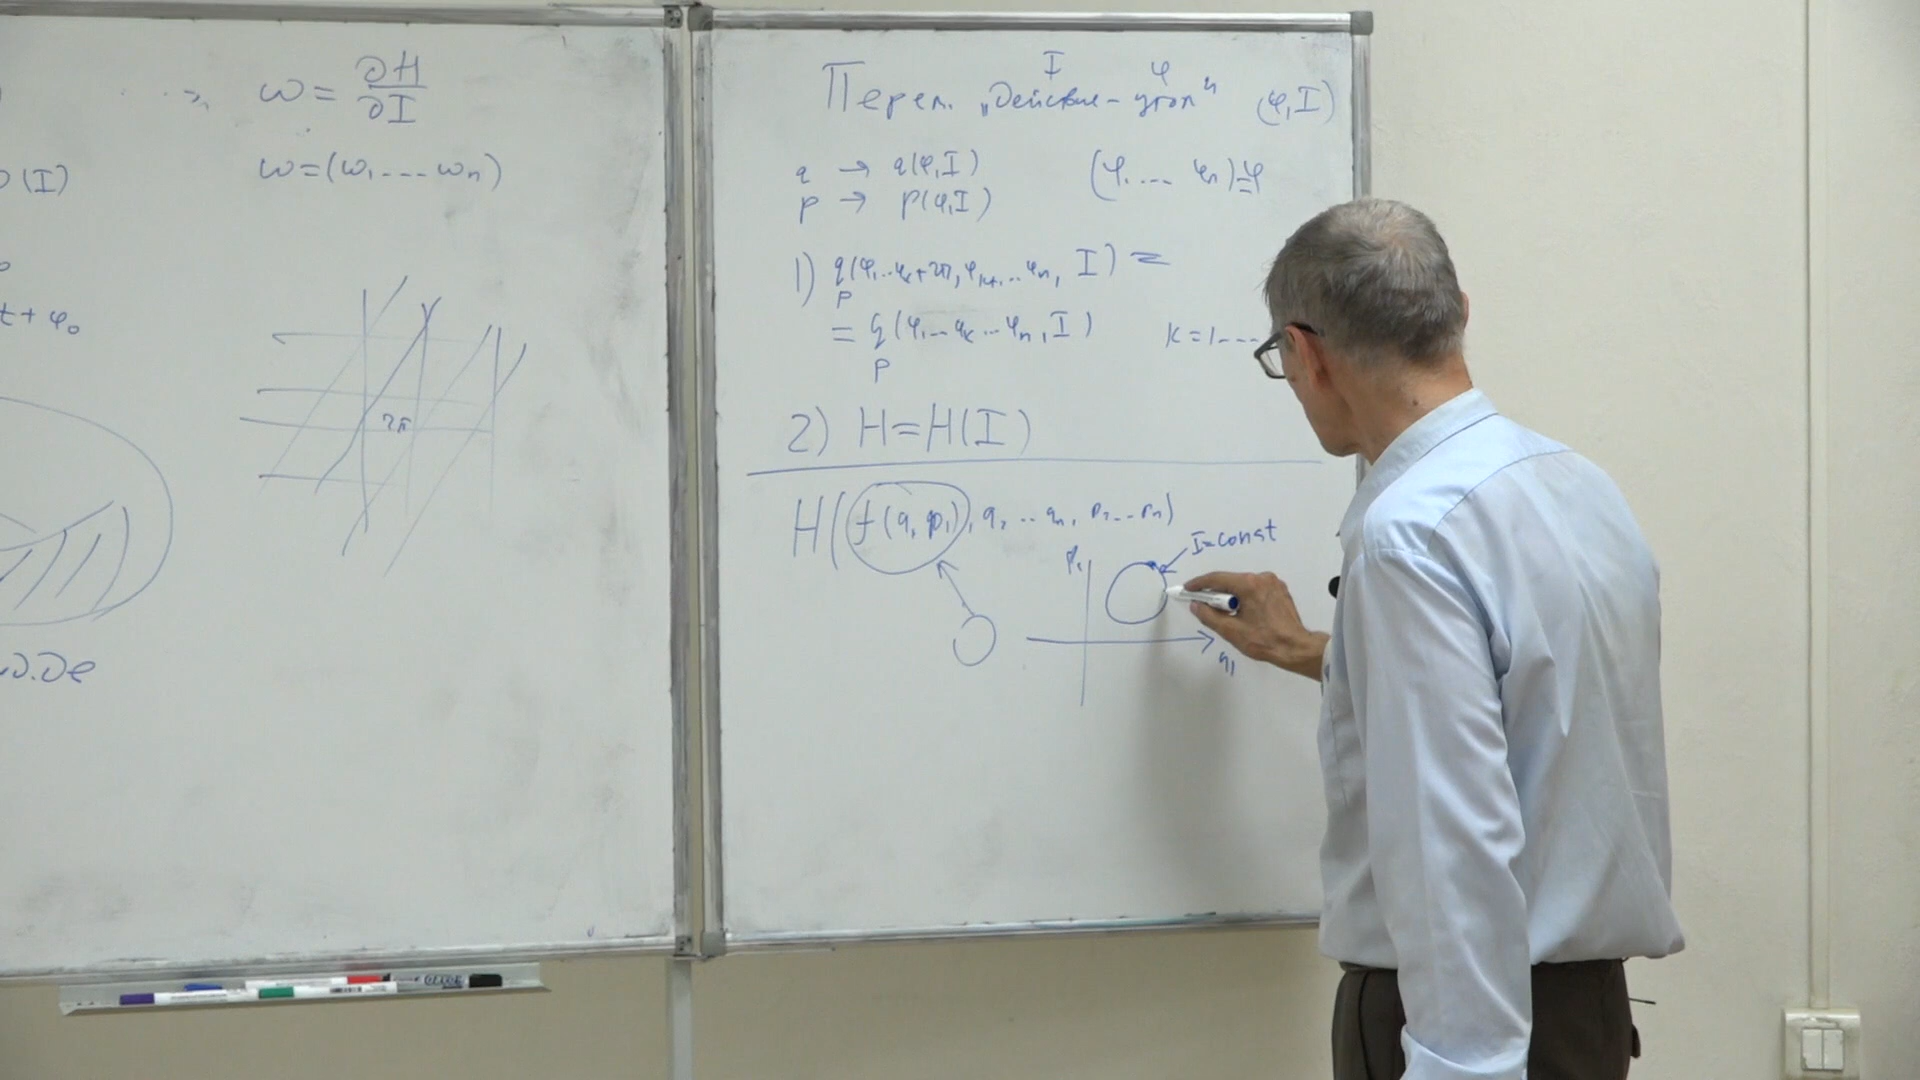 ω = ∂H/∂I
(I)
ω=(ω₁ --- ωₙ)
t + φ₀
2π
I φ
Перем. „Действие - угол" (φ, I)
q → q(φ,I)
p → p(φ,I)
(φ₁ --- φₙ)=φ
1) q(φ₁..φₖ+2π, φₖ₊₁...φₙ, I) =
p
= q(φ₁...φₖ...φₙ, I) k=1---
p
2) H=H(I)
H(f(q₁ p₁), q₂ .. qₙ, p₂...pₙ)
I=const
p₁
q₁